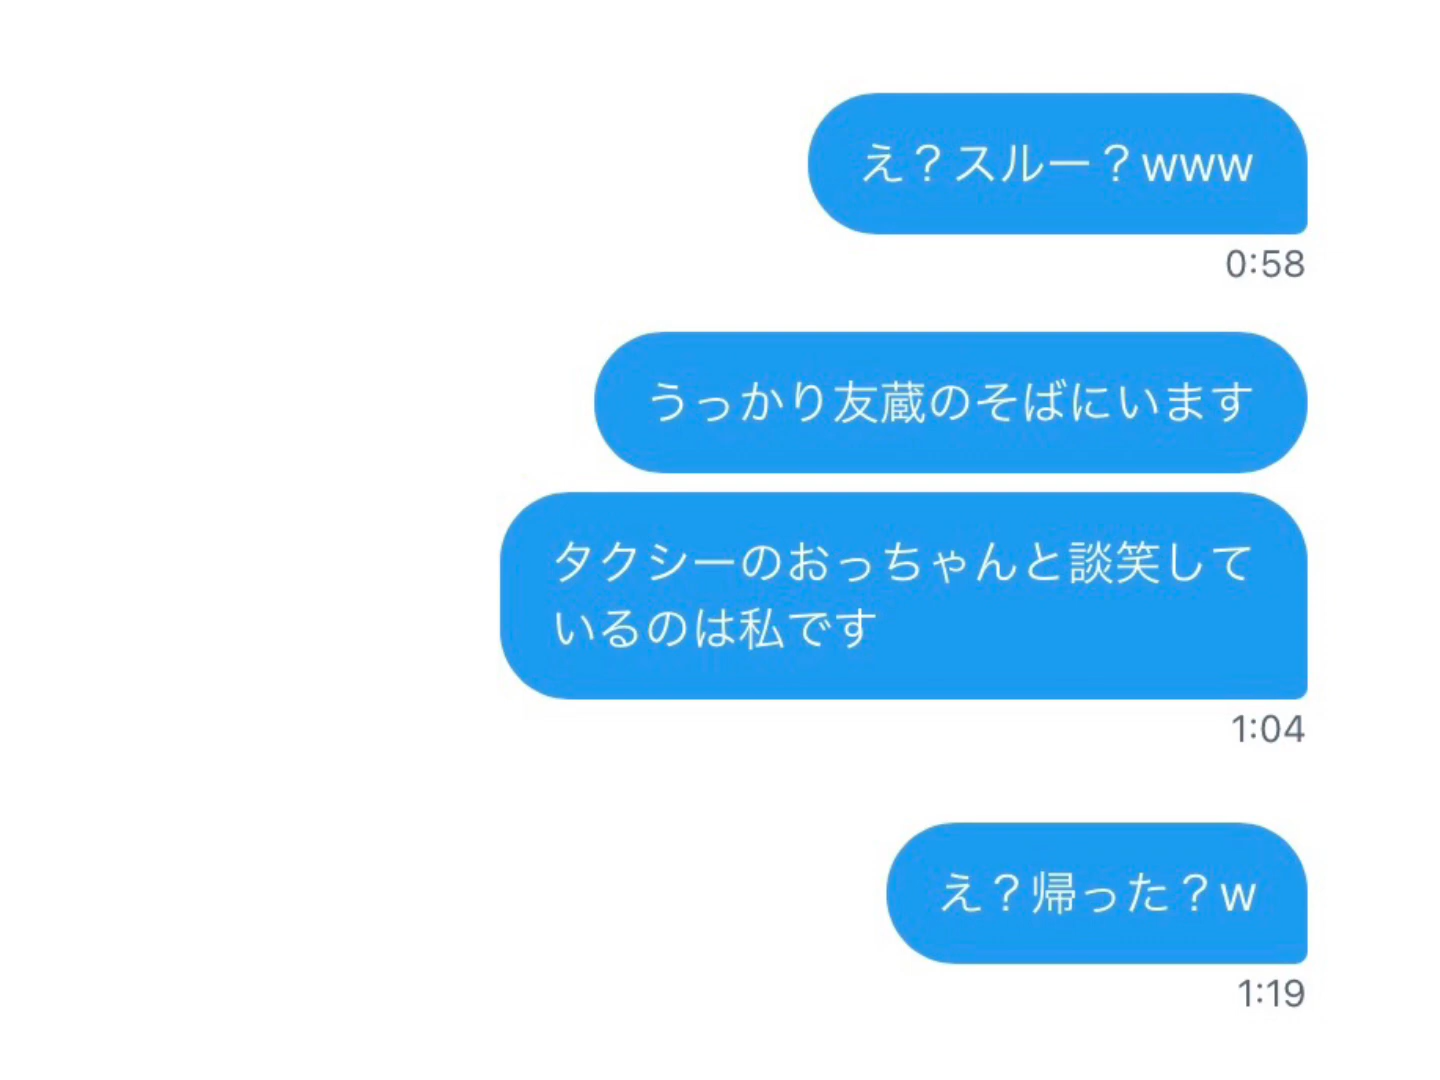 え？スルー？www
0:58
うっかり友蔵のそばにいます
タクシーのおっちゃんと談笑して
いるのは私です
1:04
え？帰った？w
1:19